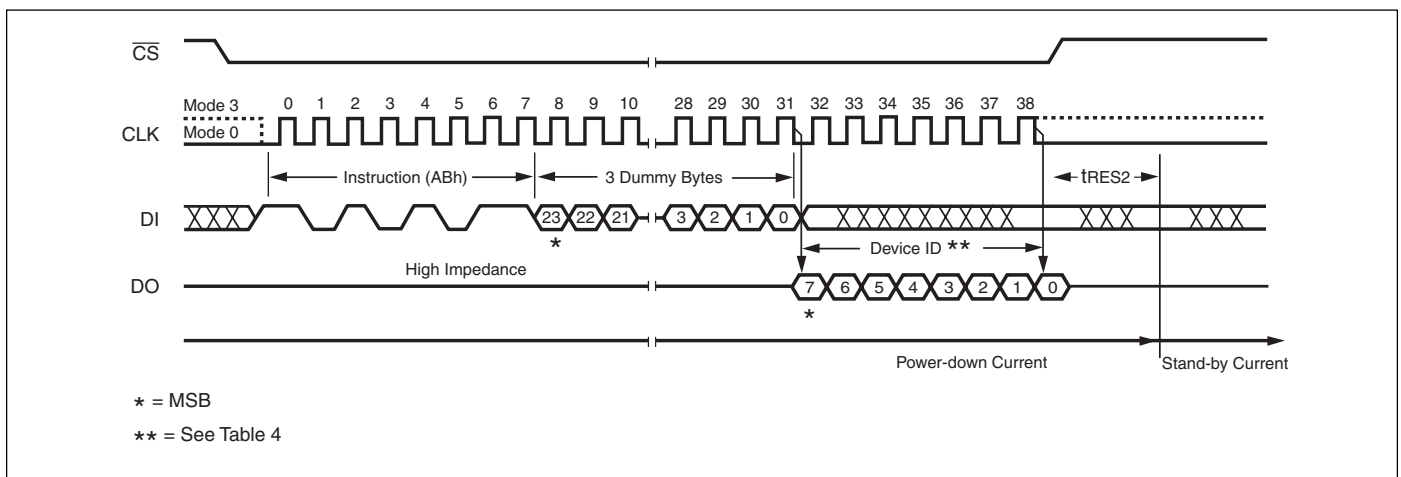 CS
Mode 3
0 1 2 3 4 5 6 7 8 9 10 28 29 30 31 32 33 34 35 36 37 38
CLK
Mode 0
Instruction (ABh)
3 Dummy Bytes
tRES2
DI
23 22 21 3 2 1 0
*
Device ID **
High Impedance
DO
7 6 5 4 3 2 1 0
*
Power-down Current
Stand-by Current
* = MSB
** = See Table 4